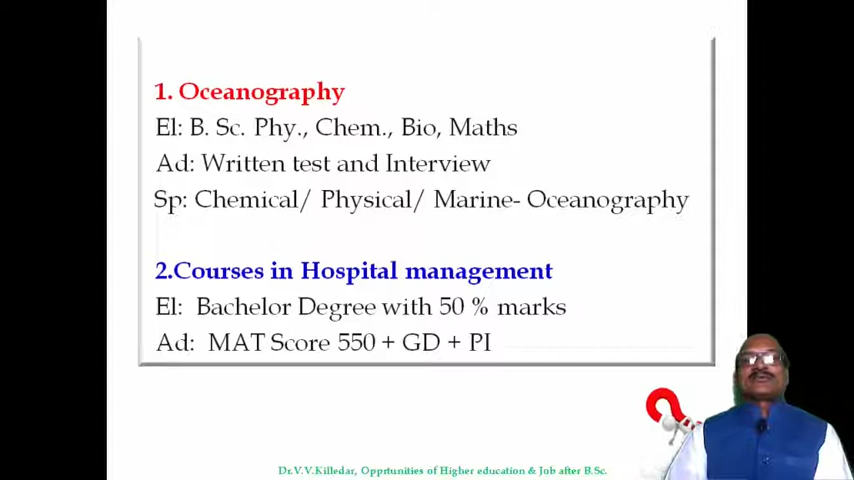 1. Oceanography
El: B. Sc. Phy., Chem., Bio, Maths
Ad: Written test and Interview
Sp: Chemical/ Physical/ Marine- Oceanography
2.Courses in Hospital management
El: Bachelor Degree with 50 % marks
Ad: MAT Score 550 + GD + PI
Dr.V.V.Killedar, Opprtunities of Higher education & Job after B.Sc.